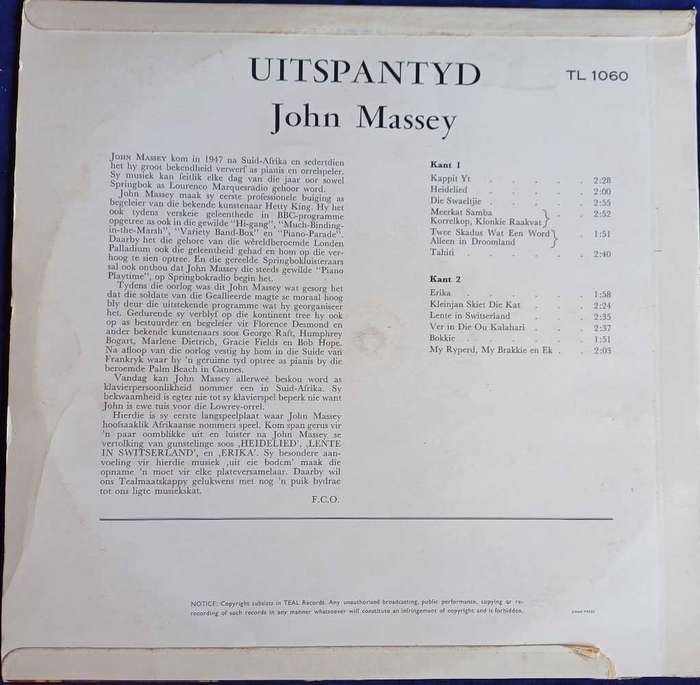 UITSPANTYD
TL 1060
John Massey
JOHN MASSEY kom in 1947 na Suid-Afrika en sedertdien
het hy groot bekendheid verwerf as pianis en orrelspeler.
Sy musiek kan feitlik elke dag van die jaar oor sowel
Springbok as Lourenco Marquesradio gehoor word.
John Massey maak sy eerste professionele buiging as
begeleier van die bekende kunstenaar Hetty King. Hy het
ook tydens verskeie geleenthede in BBC-programme
opgetree as ook in die gewilde "Hi-gang", "Much-Binding-
in-the-Marsh", "Variety Band-Box" en "Piano-Parade".
Daarby het die gehore van die wêreldberoemde Londen
Palladium ook die geleentheid gehad en hom op die ver-
hoog te sien optree. En die gereelde Springbokluisteraars
sal ook onthou dat John Massey die steeds gewilde "Piano
Playtime", op Springbokradio begin het.
Tydens die oorlog was dit John Massey wat gesorg het
dat die soldate van die Geallieerde magte se moraal hoog
bly deur die uitstekende programme wat hy georganiseer
het. Gedurende sy verblyf op die kontinent tree hy ook
op as bestuurder en begeleier vir Florence Desmond en
ander bekende kunstenaars soos George Raft, Humphrey
Bogart, Marlene Dietrich, Gracie Fields en Bob Hope.
Na afloop van die oorlog vestig hy hom in die Suide van
Frankryk waar hy 'n geruime tyd optree as pianis by die
beroemde Palm Beach in Cannes.
Vandag kan John Massey allerweë beskou word as
klavierpersoonlikheid nommer een in Suid-Afrika. Sy
bekwaamheid is egter nie tot sy klavierspel beperk nie want
John is ewe tuis voor die Lowrey-orrel.
Hierdie is sy eerste langspeelplaat waar John Massey
hoofsaaklik Afrikaanse nommers speel. Kom span gerus vir
'n paar oomblikke uit en luister na John Massey se
vertolking van gunstelinge soos ‚HEIDELIED', ‚LENTE
IN SWITSERLAND', en ‚ERIKA'. Sy besondere aan-
voeling vir hierdie musiek ‚uit eie bodem' maak die
opname 'n moet vir elke plateversamelaar. Daarby wil
ons Tealmaatskappy gelukwens met nog 'n puik bydrae
tot ons ligte musiekskat.
F.C.O.
Kant 1
Kappit Yt . . . . . . 2:28
Heidelied . . . . . . 2:00
Die Swaeltjie . . . . . 2:55
Meerkat Samba
Korrelkop, Klonkie Raakvat } . . 2:52
Twee Skadus Wat Een Word
Alleen in Droomland } . . 1:51
Tahiti . . . . . . 2:40
Kant 2
Erika . . . . . . 1:58
Kleinjan Skiet Die Kat . . . . 2:24
Lente in Switserland . . . . 2:35
Ver in Die Ou Kalahari . . . . 2:37
Bokkie . . . . . . 1:51
My Ryperd, My Brakkie en Ek . . . 2:03
NOTICE: Copyright subsists in TEAL Records. Any unauthorised broadcasting, public performance, copying or re-
recording of such records in any manner whatsoever will constitute an infringement of copyright and is forbidden.